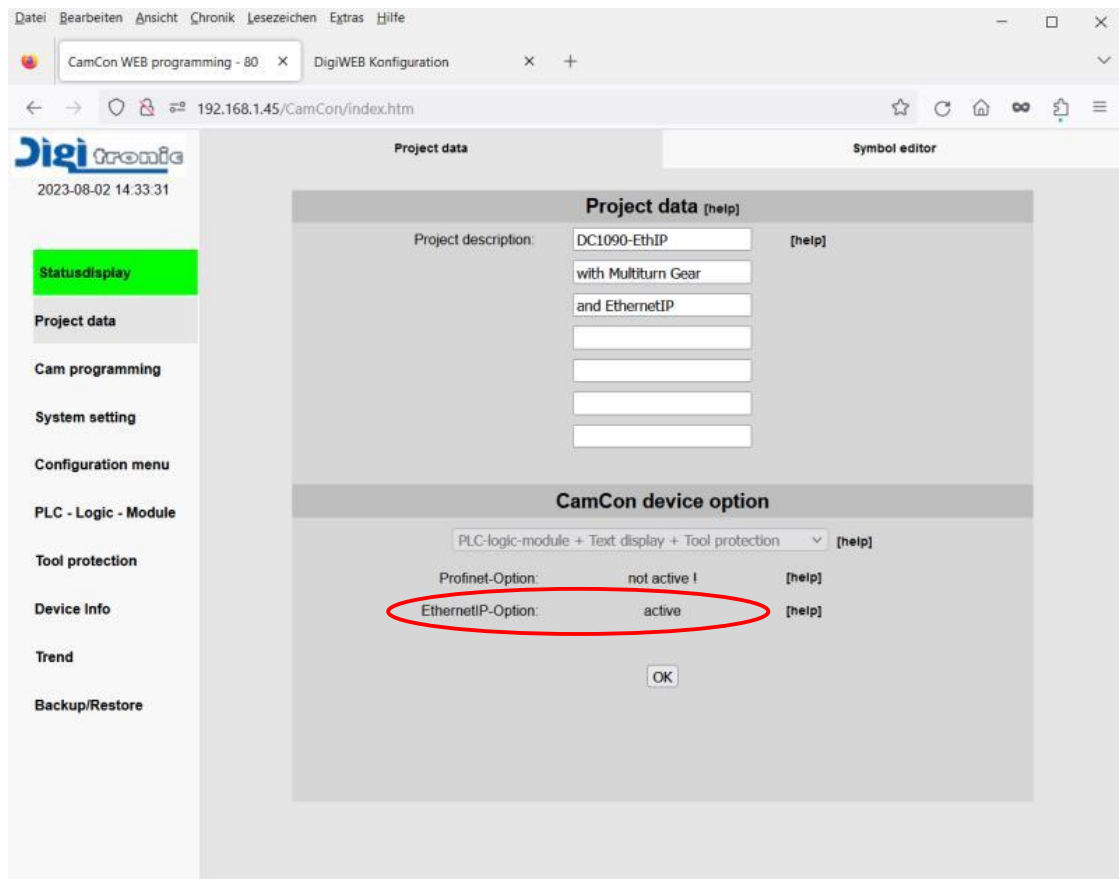 Datei Bearbeiten Ansicht Chronik Lesezeichen Extras Hilfe
CamCon WEB programming - 80
DigiWEB Konfiguration
192.168.1.45/CamCon/index.htm
Digitronic
2023-08-02 14:33:31
Statusdisplay
Project data
Cam programming
System setting
Configuration menu
PLC - Logic - Module
Tool protection
Device Info
Trend
Backup/Restore
Project data Symbol editor
Project data [help]
Project description: DC1090-EthIP [help]
with Multiturn Gear
and EthernetIP
CamCon device option
PLC-logic-module + Text display + Tool protection [help]
Profinet-Option: not active ! [help]
EthernetIP-Option: active [help]
OK